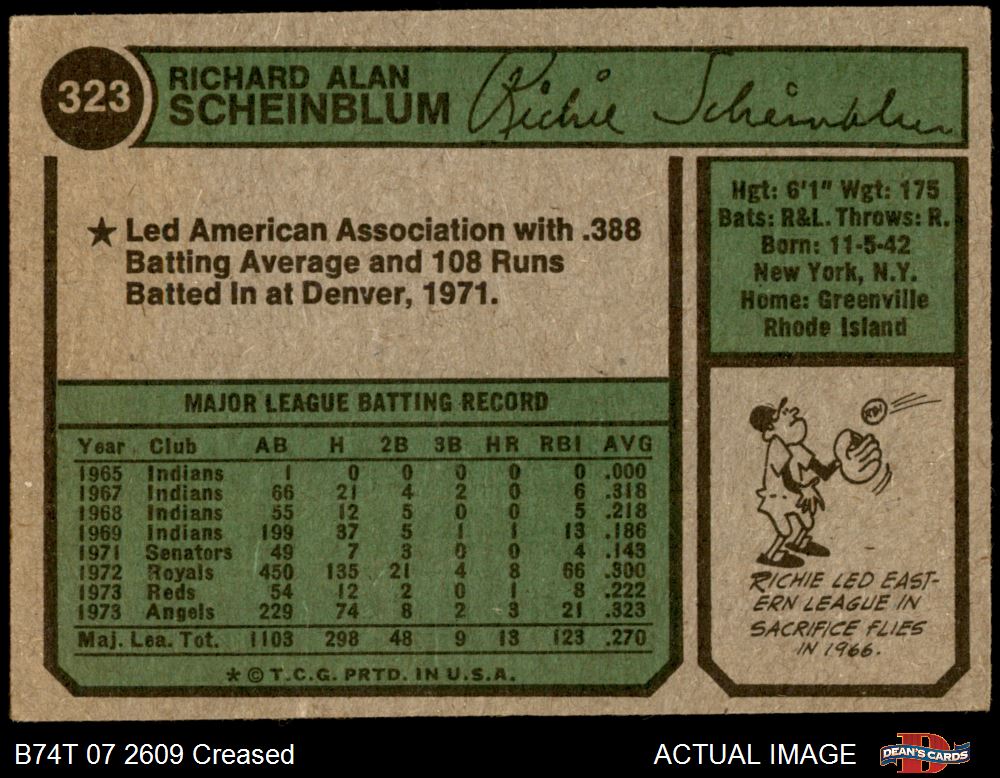 323
RICHARD ALAN
SCHEINBLUM
Richie Scheinblum
★ Led American Association with .388
Batting Average and 108 Runs
Batted In at Denver, 1971.
Hgt: 6'1" Wgt: 175
Bats: R&L. Throws: R.
Born: 11-5-42
New York, N.Y.
Home: Greenville
Rhode Island
MAJOR LEAGUE BATTING RECORD
Year Club AB H 2B 3B HR RBI AVG
1965 Indians 1 0 0 0 0 0 .000
1967 Indians 66 21 4 2 0 6 .318
1968 Indians 55 12 5 0 0 5 .218
1969 Indians 199 37 5 1 1 13 .186
1971 Senators 49 7 3 0 0 4 .143
1972 Royals 450 135 21 4 8 66 .300
1973 Reds 54 12 2 0 1 8 .222
1973 Angels 229 74 8 2 3 21 .323
Maj. Lea. Tot. 1103 298 48 9 13 123 .270
* © T.C.G. PRTD. IN U.S.A.
RBI
RICHIE LED EAST-
ERN LEAGUE IN
SACRIFICE FLIES
IN 1966.
B74T 07 2609 Creased
ACTUAL IMAGE
DEAN'S CARDS